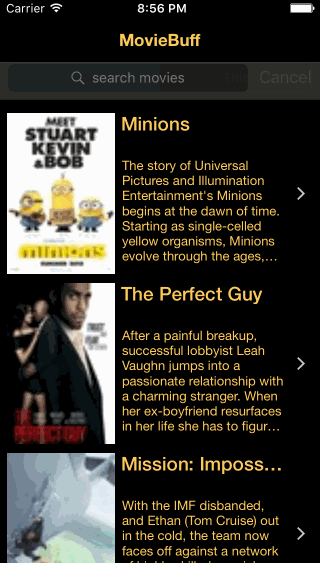 Carrier 8:56 PM
MovieBuff
search movies Cancel
MEET
STUART
KEVIN
& BOB
minions
Minions
The story of Universal
Pictures and Illumination
Entertainment's Minions
begins at the dawn of time.
Starting as single-celled
yellow organisms, Minions
evolve through the ages,...
THE
PERFECT GUY
The Perfect Guy
After a painful breakup,
successful lobbyist Leah
Vaughn jumps into a
passionate relationship with
a charming stranger. When
her ex-boyfriend resurfaces
in her life she has to figur...
Mission: Imposs...
With the IMF disbanded,
and Ethan (Tom Cruise) out
in the cold, the team now
faces off against a network